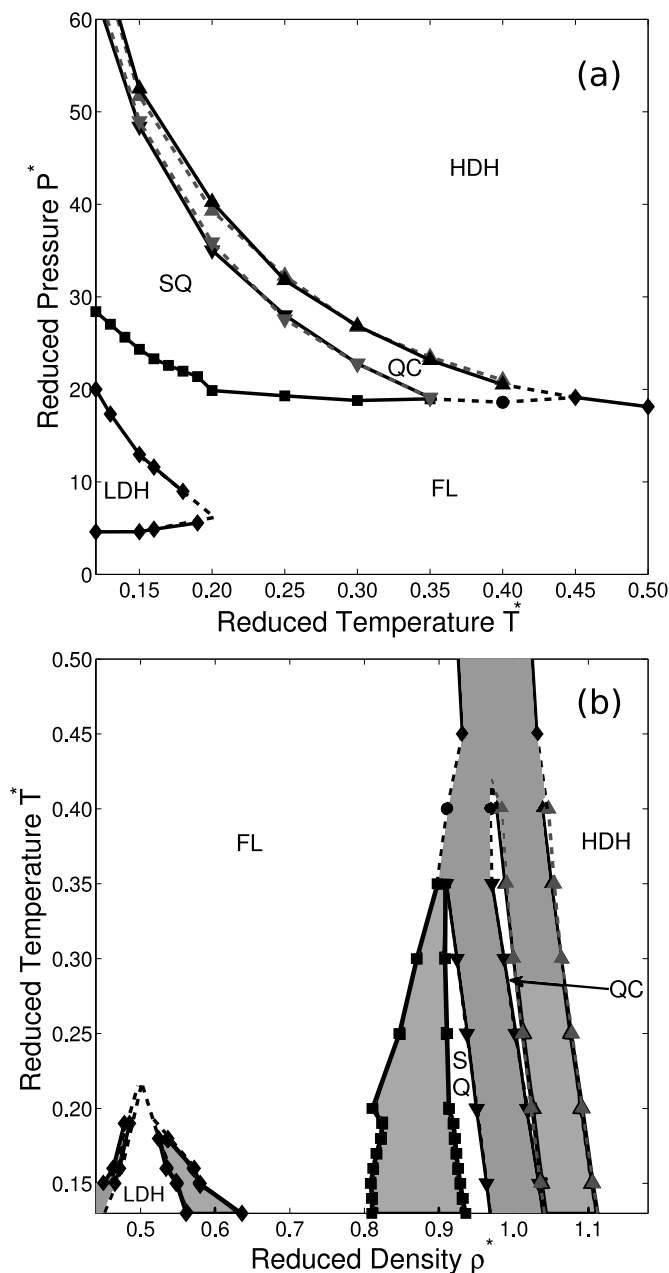 60
(a)
50
HDH
40
Reduced Pressure P*
SQ
30
QC
20
LDH
FL
10
0
0.15 0.20 0.25 0.30 0.35 0.40 0.45 0.50
Reduced Temperature T*
0.50
(b)
0.45
0.40
FL
HDH
0.35
Reduced Temperature T*
0.30
QC
0.25
S
Q
0.20
LDH
0.15
0.5 0.6 0.7 0.8 0.9 1.0 1.1
Reduced Density ρ*